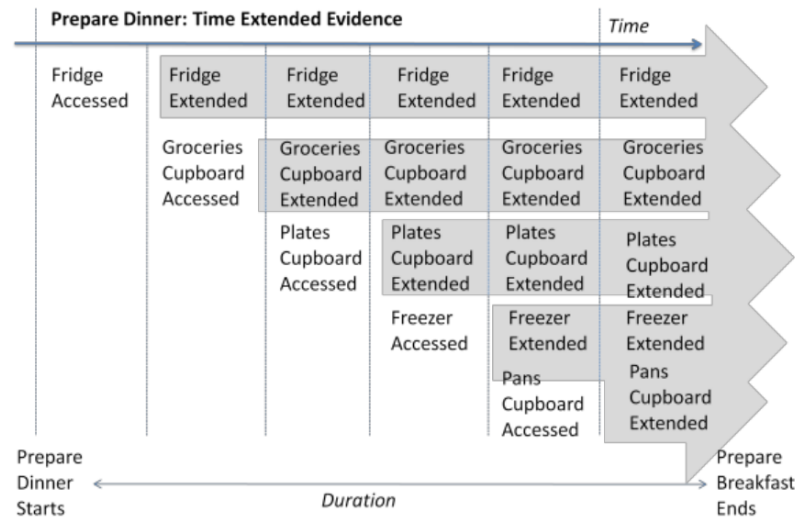 Prepare Dinner: Time Extended Evidence
Time
Fridge
Accessed
Fridge
Extended
Fridge
Extended
Fridge
Extended
Fridge
Extended
Fridge
Extended
Groceries
Cupboard
Accessed
Groceries
Cupboard
Extended
Groceries
Cupboard
Extended
Groceries
Cupboard
Extended
Groceries
Cupboard
Extended
Plates
Cupboard
Accessed
Plates
Cupboard
Extended
Plates
Cupboard
Extended
Plates
Cupboard
Extended
Freezer
Accessed
Freezer
Extended
Freezer
Extended
Pans
Cupboard
Accessed
Pans
Cupboard
Extended
Prepare
Dinner
Starts
Duration
Prepare
Breakfast
Ends